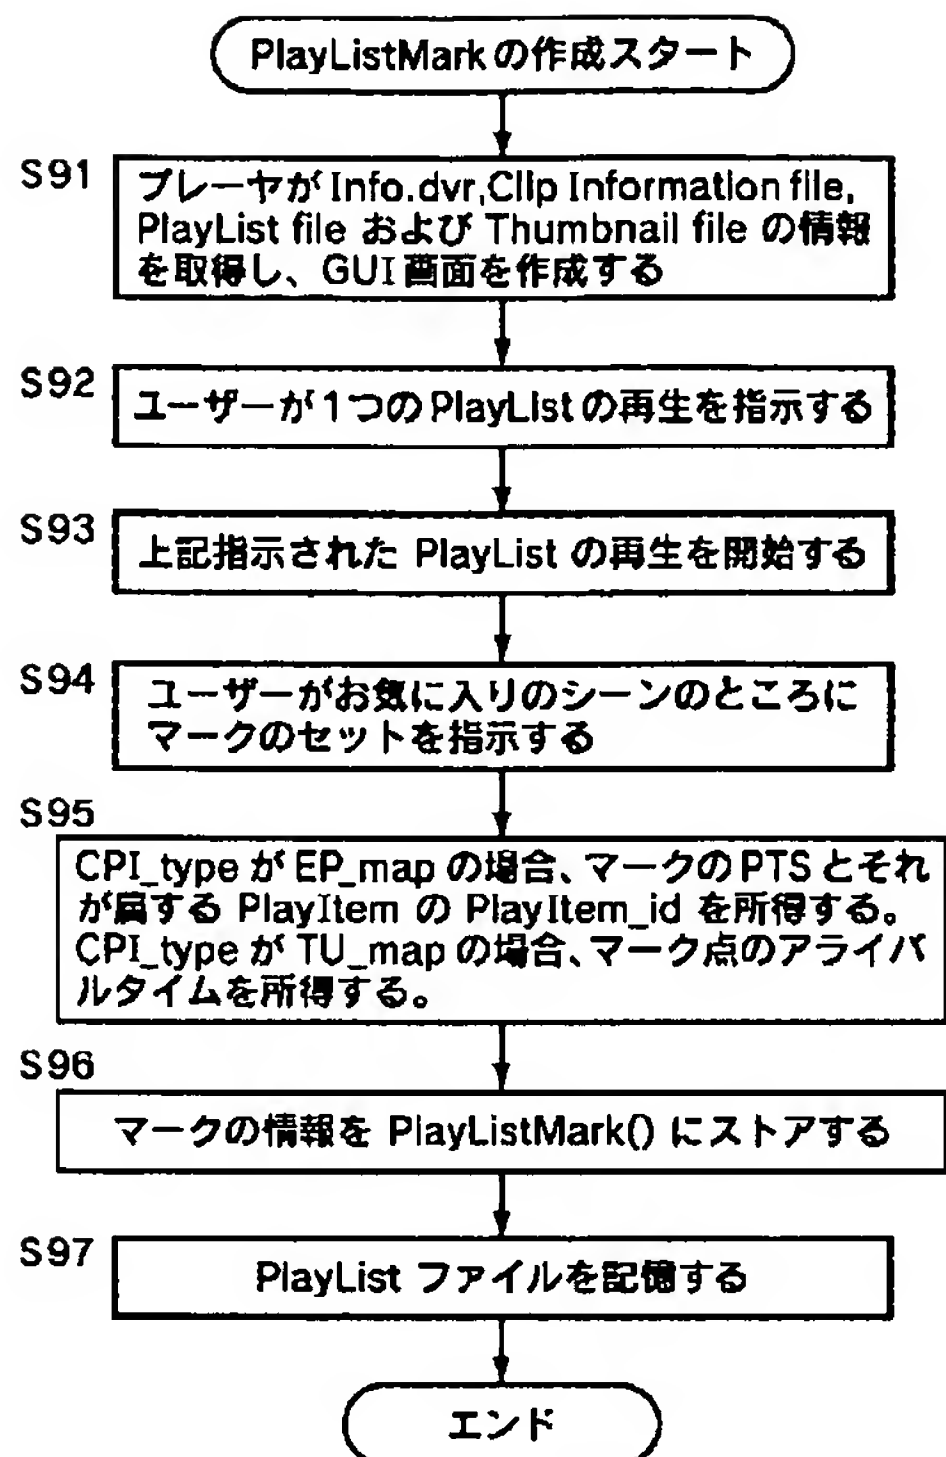 PlayListMarkの作成スタート
S91
プレーヤが Info.dvr,Clip Information file,
PlayList file および Thumbnail file の情報
を取得し、GUI画面を作成する
S92
ユーザーが1つのPlayListの再生を指示する
S93
上記指示された PlayList の再生を開始する
S94
ユーザーがお気に入りのシーンのところに
マークのセットを指示する
S95
CPI_type が EP_map の場合、マークのPTSとそれ
が属する PlayItem の PlayItem_id を所得する。
CPI_type が TU_map の場合、マーク点のアライバ
ルタイムを所得する。
S96
マークの情報を PlayListMark() にストアする
S97
PlayList ファイルを記憶する
エンド